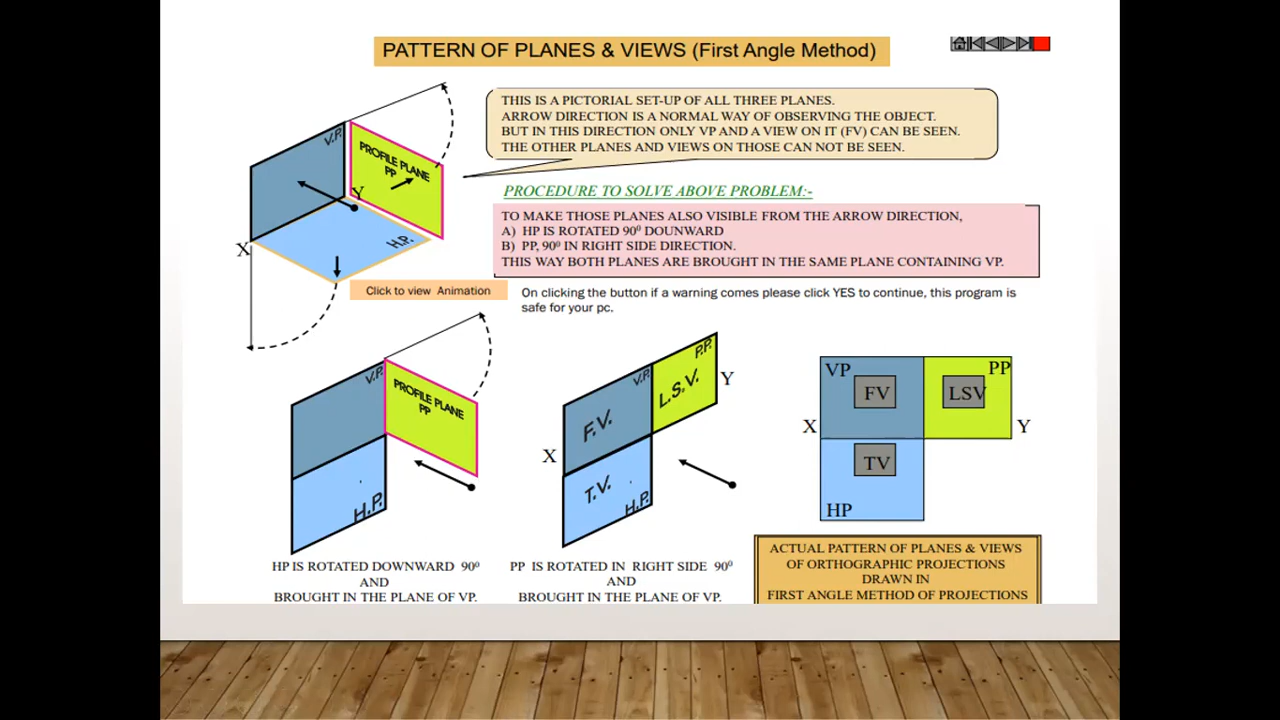 PATTERN OF PLANES & VIEWS (First Angle Method)
THIS IS A PICTORIAL SET-UP OF ALL THREE PLANES.
ARROW DIRECTION IS A NORMAL WAY OF OBSERVING THE OBJECT.
BUT IN THIS DIRECTION ONLY VP AND A VIEW ON IT (FV) CAN BE SEEN.
THE OTHER PLANES AND VIEWS ON THOSE CAN NOT BE SEEN.
V.P.
PROFILE PLANE
PP
Y
H.P.
X
PROCEDURE TO SOLVE ABOVE PROBLEM:-
TO MAKE THOSE PLANES ALSO VISIBLE FROM THE ARROW DIRECTION,
A) HP IS ROTATED 90⁰ DOUNWARD
B) PP, 90⁰ IN RIGHT SIDE DIRECTION.
THIS WAY BOTH PLANES ARE BROUGHT IN THE SAME PLANE CONTAINING VP.
Click to view Animation
On clicking the button if a warning comes please click YES to continue, this program is
safe for your pc.
V.P.
PROFILE PLANE
PP
H.P.
HP IS ROTATED DOWNWARD 90⁰
AND
BROUGHT IN THE PLANE OF VP.
V.P.
P.P.
L.S.V.
Y
F.V.
X
T.V.
H.P.
PP IS ROTATED IN RIGHT SIDE 90⁰
AND
BROUGHT IN THE PLANE OF VP.
VP
PP
FV
LSV
X
Y
TV
HP
ACTUAL PATTERN OF PLANES & VIEWS
OF ORTHOGRAPHIC PROJECTIONS
DRAWN IN
FIRST ANGLE METHOD OF PROJECTIONS